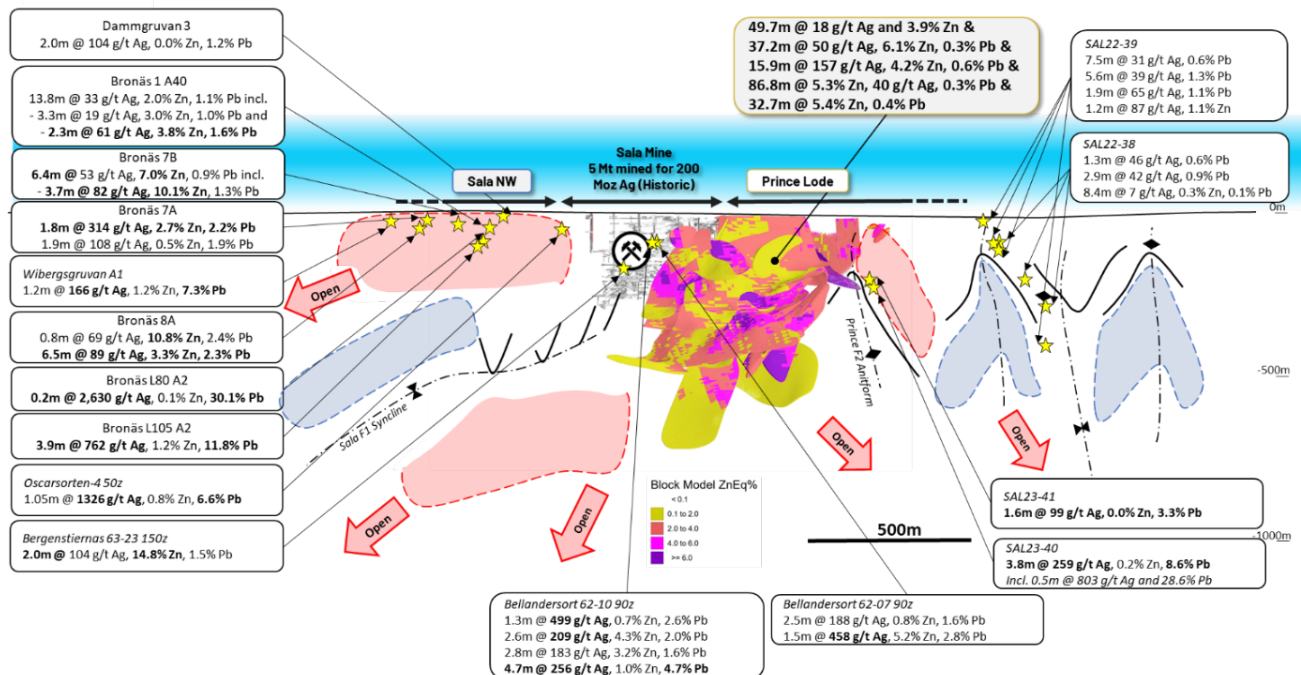 Dammgruvan 3
2.0m @ 104 g/t Ag, 0.0% Zn, 1.2% Pb
Bronäs 1 A40
13.8m @ 33 g/t Ag, 2.0% Zn, 1.1% Pb incl.
- 3.3m @ 19 g/t Ag, 3.0% Zn, 1.0% Pb and
- 2.3m @ 61 g/t Ag, 3.8% Zn, 1.6% Pb
Bronäs 7B
6.4m @ 53 g/t Ag, 7.0% Zn, 0.9% Pb incl.
- 3.7m @ 82 g/t Ag, 10.1% Zn, 1.3% Pb
Bronäs 7A
1.8m @ 314 g/t Ag, 2.7% Zn, 2.2% Pb
1.9m @ 108 g/t Ag, 0.5% Zn, 1.9% Pb
Wibergsgruvan A1
1.2m @ 166 g/t Ag, 1.2% Zn, 7.3% Pb
Bronäs 8A
0.8m @ 69 g/t Ag, 10.8% Zn, 2.4% Pb
6.5m @ 89 g/t Ag, 3.3% Zn, 2.3% Pb
Bronäs L80 A2
0.2m @ 2,630 g/t Ag, 0.1% Zn, 30.1% Pb
Bronäs L105 A2
3.9m @ 762 g/t Ag, 1.2% Zn, 11.8% Pb
Oscarsorten-4 50z
1.05m @ 1326 g/t Ag, 0.8% Zn, 6.6% Pb
Bergenstiernas 63-23 150z
2.0m @ 104 g/t Ag, 14.8% Zn, 1.5% Pb
49.7m @ 18 g/t Ag and 3.9% Zn &
37.2m @ 50 g/t Ag, 6.1% Zn, 0.3% Pb &
15.9m @ 157 g/t Ag, 4.2% Zn, 0.6% Pb &
86.8m @ 5.3% Zn, 40 g/t Ag, 0.3% Pb &
32.7m @ 5.4% Zn, 0.4% Pb
SAL22-39
7.5m @ 31 g/t Ag, 0.6% Pb
5.6m @ 39 g/t Ag, 1.3% Pb
1.9m @ 65 g/t Ag, 1.1% Pb
1.2m @ 87 g/t Ag, 1.1% Zn
SAL22-38
1.3m @ 46 g/t Ag, 0.6% Pb
2.9m @ 42 g/t Ag, 0.9% Pb
8.4m @ 7 g/t Ag, 0.3% Zn, 0.1% Pb
Sala NW
Sala Mine
5 Mt mined for 200
Moz Ag (Historic)
Prince Lode
0m
-500m
-1000m
Open
Open
Open
Open
Open
Sala F1 Syncline
Prince F2 Anitform
Block Model ZnEq%
< 0.1
0.1 to 2.0
2.0 to 4.0
4.0 to 6.0
>= 6.0
500m
SAL23-41
1.6m @ 99 g/t Ag, 0.0% Zn, 3.3% Pb
SAL23-40
3.8m @ 259 g/t Ag, 0.2% Zn, 8.6% Pb
Incl. 0.5m @ 803 g/t Ag and 28.6% Pb
Bellandersort 62-10 90z
1.3m @ 499 g/t Ag, 0.7% Zn, 2.6% Pb
2.6m @ 209 g/t Ag, 4.3% Zn, 2.0% Pb
2.8m @ 183 g/t Ag, 3.2% Zn, 1.6% Pb
4.7m @ 256 g/t Ag, 1.0% Zn, 4.7% Pb
Bellandersort 62-07 90z
2.5m @ 188 g/t Ag, 0.8% Zn, 1.6% Pb
1.5m @ 458 g/t Ag, 5.2% Zn, 2.8% Pb